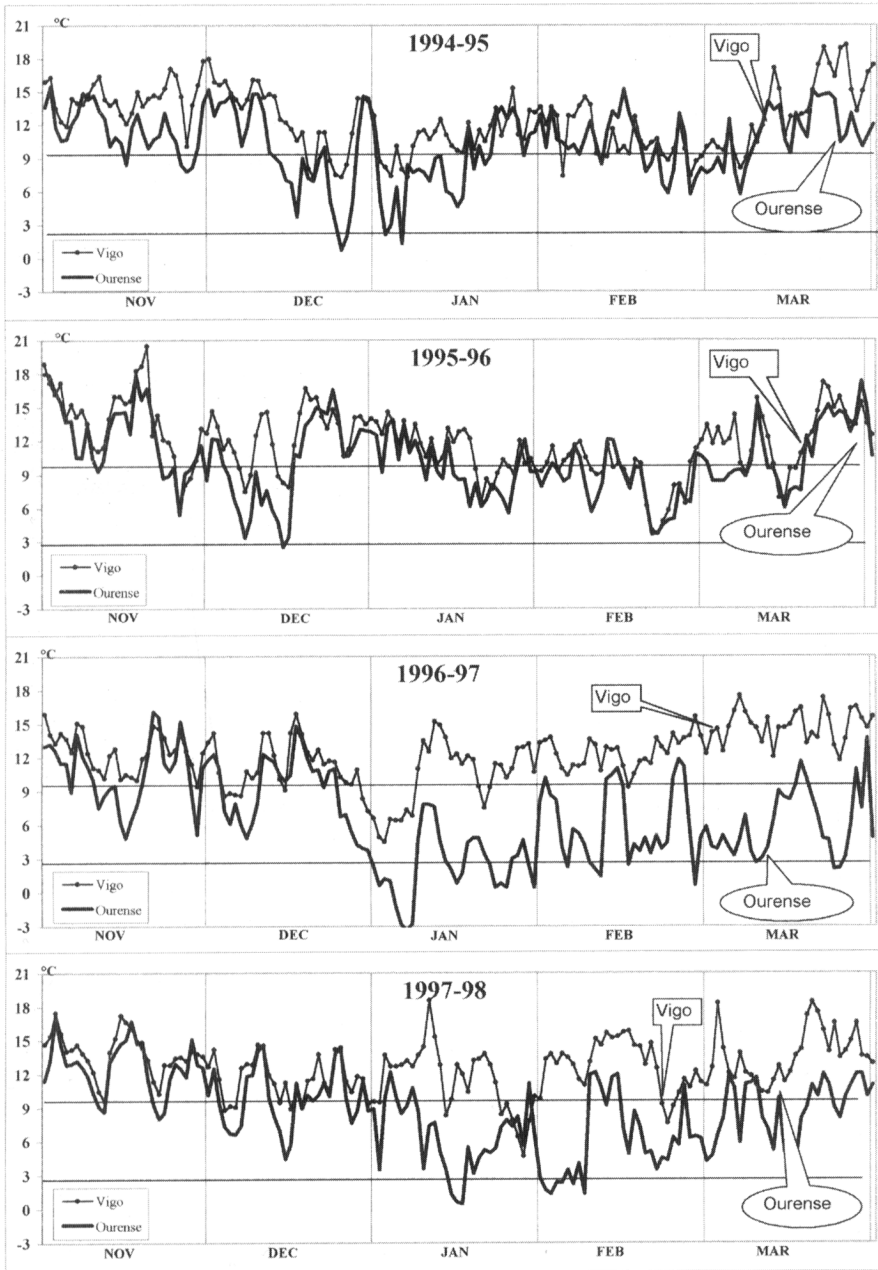 °C
1994-95
21
18
15
12
9
6
3
0
-3
Vigo
Ourense
Vigo
Ourense
NOV DEC JAN FEB MAR
°C
1995-96
21
18
15
12
9
6
3
0
-3
Vigo
Ourense
Vigo
Ourense
NOV DEC JAN FEB MAR
°C
1996-97
21
18
15
12
9
6
3
0
-3
Vigo
Ourense
Vigo
Ourense
NOV DEC JAN FEB MAR
°C
1997-98
21
18
15
12
9
6
3
0
-3
Vigo
Ourense
Vigo
Ourense
NOV DEC JAN FEB MAR